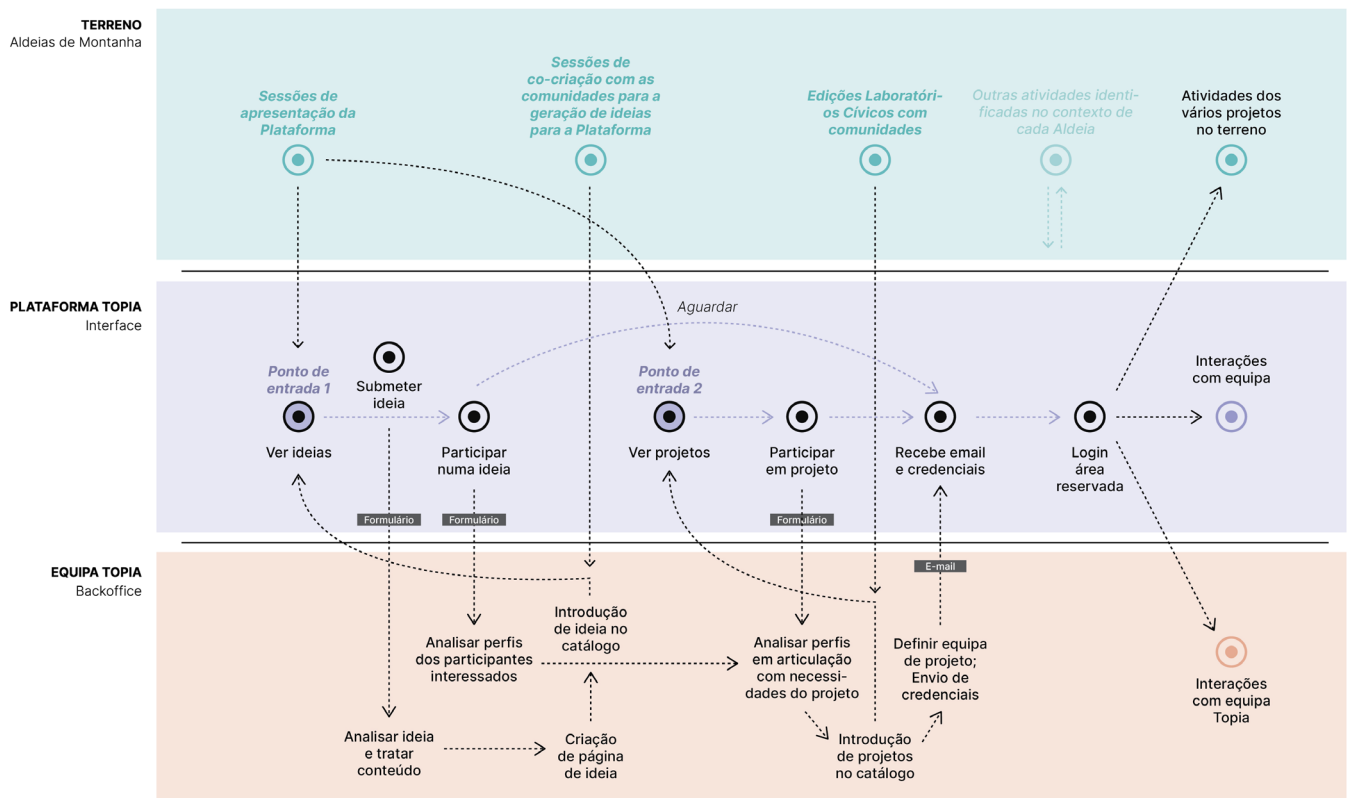 TERRENO
Aldeias de Montanha
Sessões de
apresentação da
Plataforma
Sessões de
co-criação com as
comunidades para a
geração de ideias
para a Plataforma
Edições Laboratóri-
os Cívicos com
comunidades
Outras atividades identi-
ficadas no contexto de
cada Aldeia
Atividades dos
vários projetos
no terreno
PLATAFORMA TOPIA
Interface
Aguardar
Ponto de
entrada 1
Ver ideias
Submeter
ideia
Participar
numa ideia
Ponto de
entrada 2
Ver projetos
Participar
em projeto
Recebe email
e credenciais
Login
área
reservada
Interações
com equipa
Formulário
Formulário
Formulário
EQUIPA TOPIA
Backoffice
E-mail
Analisar perfis
dos participantes
interessados
Introdução
de ideia no
catálogo
Analisar perfis
em articulação
com necessi-
dades do projeto
Definir equipa
de projeto;
Envio de
credenciais
Interações
com equipa
Topia
Analisar ideia
e tratar
conteúdo
Criação
de página
de ideia
Introdução
de projetos
no catálogo